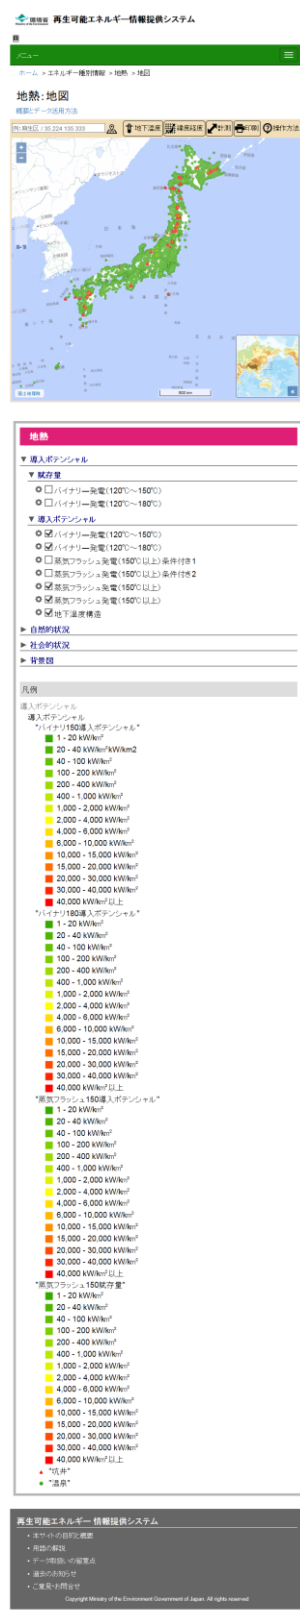 環境省 再生可能エネルギー情報提供システム
メニュー
ホーム > エネルギー種別情報 > 地熱 > 地図
地熱：地図
概要とデータ活用方法
例：麻生区 / 35.224 135.333
地下温度 緯度経度 計測 印刷 操作方法
日 本 海
国土地理院
地熱
▼ 導入ポテンシャル
▼ 賦存量
バイナリー発電(120℃～150℃)
バイナリー発電(120℃～180℃)
▼ 導入ポテンシャル
バイナリー発電(120℃～150℃)
バイナリー発電(120℃～180℃)
蒸気フラッシュ発電(150℃以上)条件付き1
蒸気フラッシュ発電(150℃以上)条件付き2
蒸気フラッシュ発電(150℃以上)
蒸気フラッシュ発電(150℃以上)
地下温度構造
► 自然的状況
► 社会的状況
► 背景図
凡例
導入ポテンシャル
導入ポテンシャル
"バイナリ150導入ポテンシャル"
1 - 20 kW/km²
20 - 40 kW/km²kW/km2
40 - 100 kW/km²
100 - 200 kW/km²
200 - 400 kW/km²
400 - 1,000 kW/km²
1,000 - 2,000 kW/km²
2,000 - 4,000 kW/km²
4,000 - 6,000 kW/km²
6,000 - 10,000 kW/km²
10,000 - 15,000 kW/km²
15,000 - 20,000 kW/km²
20,000 - 30,000 kW/km²
30,000 - 40,000 kW/km²
40,000 kW/km²以上
"バイナリ180導入ポテンシャル"
1 - 20 kW/km²
20 - 40 kW/km²
40 - 100 kW/km²
100 - 200 kW/km²
200 - 400 kW/km²
400 - 1,000 kW/km²
1,000 - 2,000 kW/km²
2,000 - 4,000 kW/km²
4,000 - 6,000 kW/km²
6,000 - 10,000 kW/km²
10,000 - 15,000 kW/km²
15,000 - 20,000 kW/km²
20,000 - 30,000 kW/km²
30,000 - 40,000 kW/km²
40,000 kW/km²以上
"蒸気フラッシュ150導入ポテンシャル"
1 - 20 kW/km²
20 - 40 kW/km²
40 - 100 kW/km²
100 - 200 kW/km²
200 - 400 kW/km²
400 - 1,000 kW/km²
1,000 - 2,000 kW/km²
2,000 - 4,000 kW/km²
4,000 - 6,000 kW/km²
6,000 - 10,000 kW/km²
10,000 - 15,000 kW/km²
15,000 - 20,000 kW/km²
20,000 - 30,000 kW/km²
30,000 - 40,000 kW/km²
40,000 kW/km²以上
"蒸気フラッシュ150賦存量"
1 - 20 kW/km²
20 - 40 kW/km²
40 - 100 kW/km²
100 - 200 kW/km²
200 - 400 kW/km²
400 - 1,000 kW/km²
1,000 - 2,000 kW/km²
2,000 - 4,000 kW/km²
4,000 - 6,000 kW/km²
6,000 - 10,000 kW/km²
10,000 - 15,000 kW/km²
15,000 - 20,000 kW/km²
20,000 - 30,000 kW/km²
30,000 - 40,000 kW/km²
40,000 kW/km²以上
"坑井"
"温泉"
再生可能エネルギー 情報提供システム
・本サイトの目的と概要
・用語の解説
・データ取扱いの留意点
・過去のお知らせ
・ご意見・お問合せ
Copyright Ministry of the Environment Government of Japan. All rights reserved